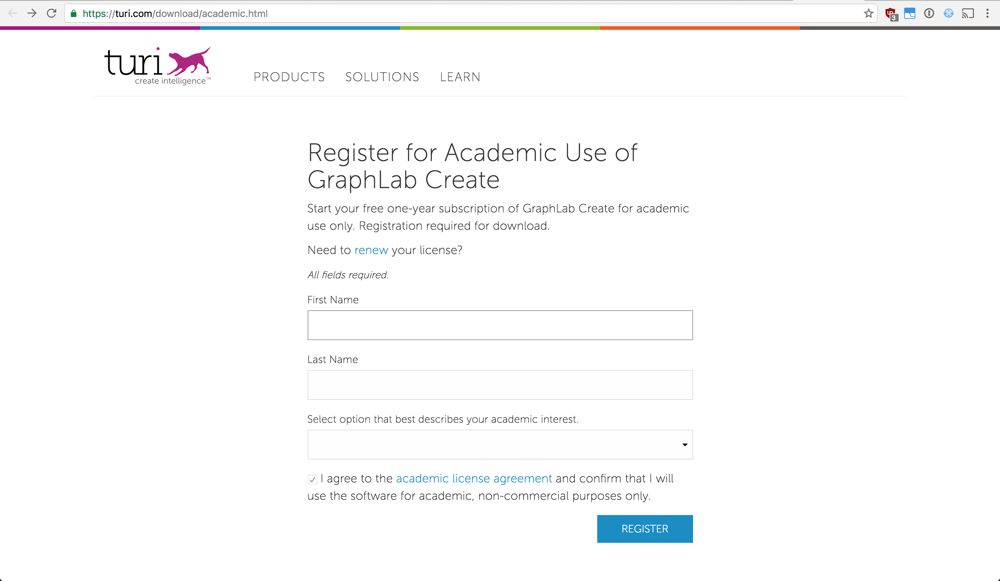 https://turi.com/download/academic.html
3
turi
create intelligence™
PRODUCTS SOLUTIONS LEARN
Register for Academic Use of
GraphLab Create
Start your free one-year subscription of GraphLab Create for academic
use only. Registration required for download.
Need to renew your license?
All fields required.
First Name
Last Name
Select option that best describes your academic interest.
I agree to the academic license agreement and confirm that I will
use the software for academic, non-commercial purposes only.
REGISTER